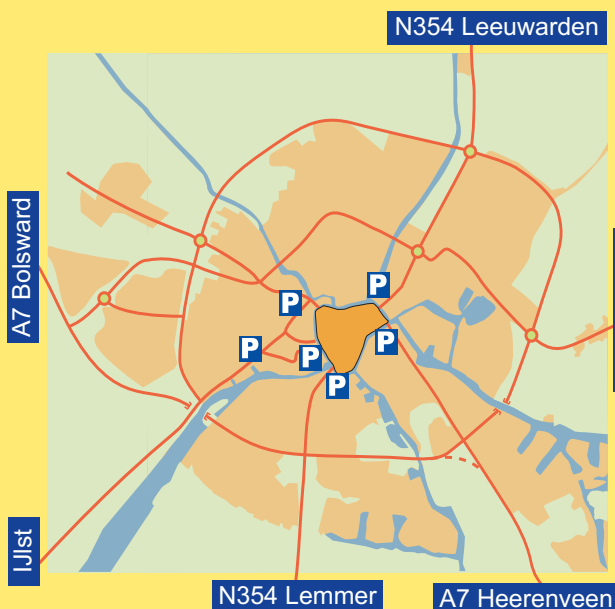 N354 Leeuwarden
A7 Bolsward
P
P
P
P
P
P
IJlst
N354 Lemmer
A7 Heerenveen